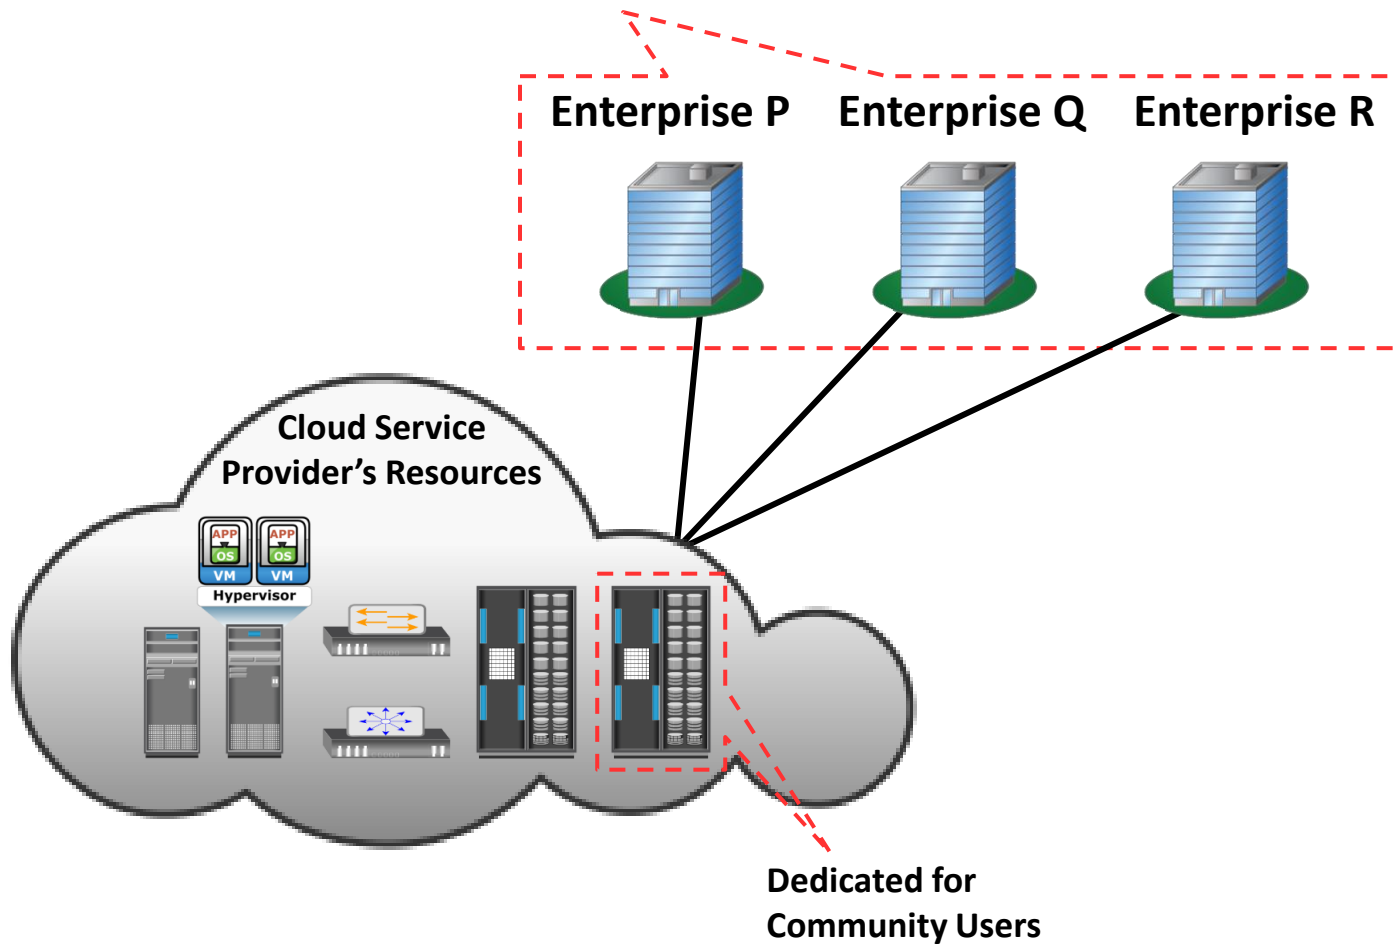 Enterprise P
Enterprise Q
Enterprise R
Cloud Service
Provider’s Resources
APP
OS
VM
APP
OS
VM
Hypervisor
Dedicated for
Community Users